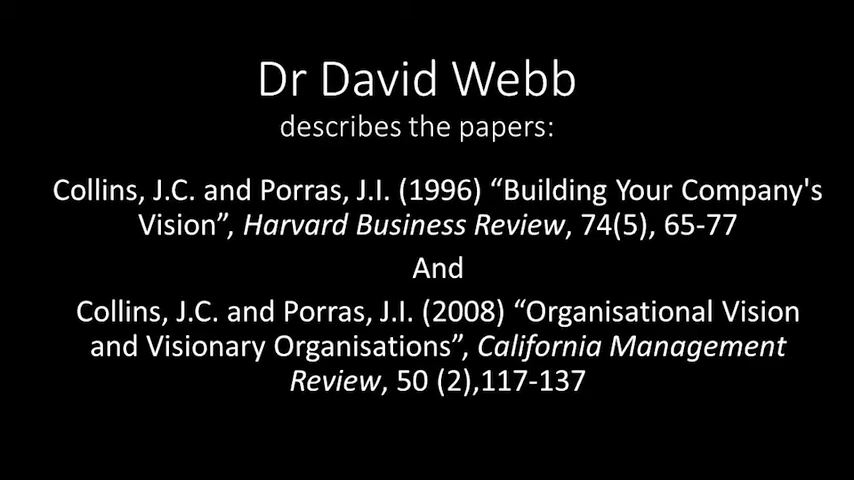 Dr David Webb
describes the papers:
Collins, J.C. and Porras, J.I. (1996) “Building Your Company's
Vision”, Harvard Business Review, 74(5), 65-77
And
Collins, J.C. and Porras, J.I. (2008) “Organisational Vision
and Visionary Organisations”, California Management
Review, 50 (2),117-137